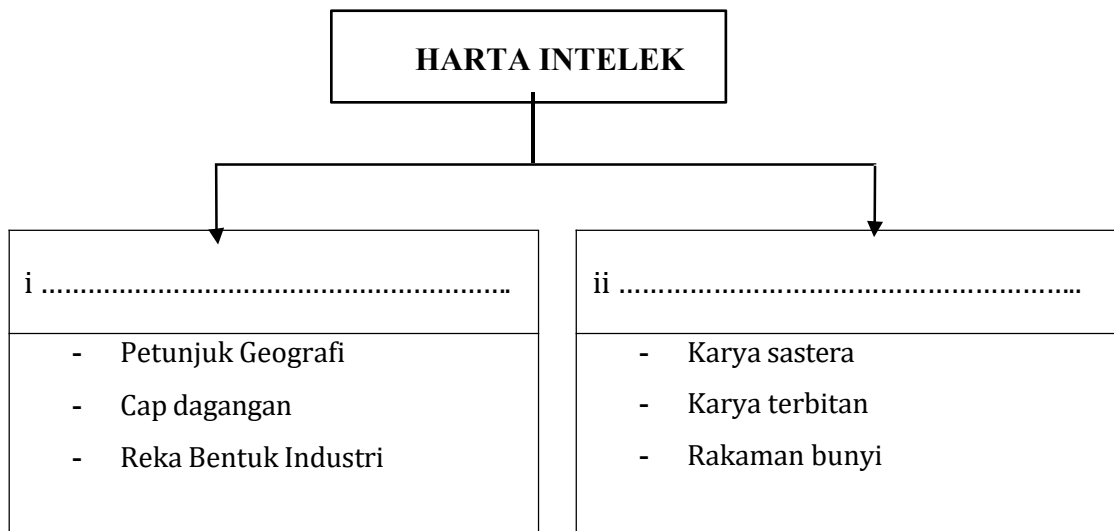 HARTA INTELEK
i ……………………………………………………..
- Petunjuk Geografi
- Cap dagangan
- Reka Bentuk Industri
ii …………………………………………………...
- Karya sastera
- Karya terbitan
- Rakaman bunyi